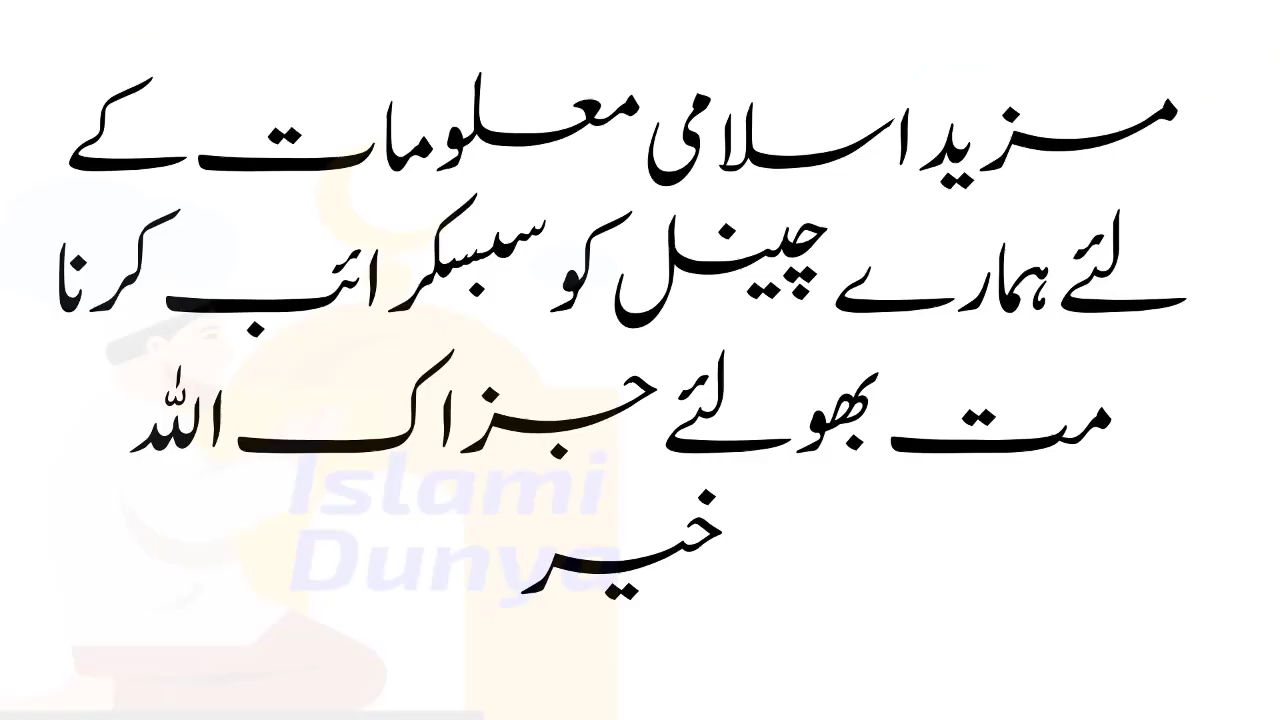 مزید اسلامی معلومات کے
لئے ہمارے چینل کو سبسکرائب کرنا
مت بھولئے جزاک اللہ
خیر
Islami
Dunya